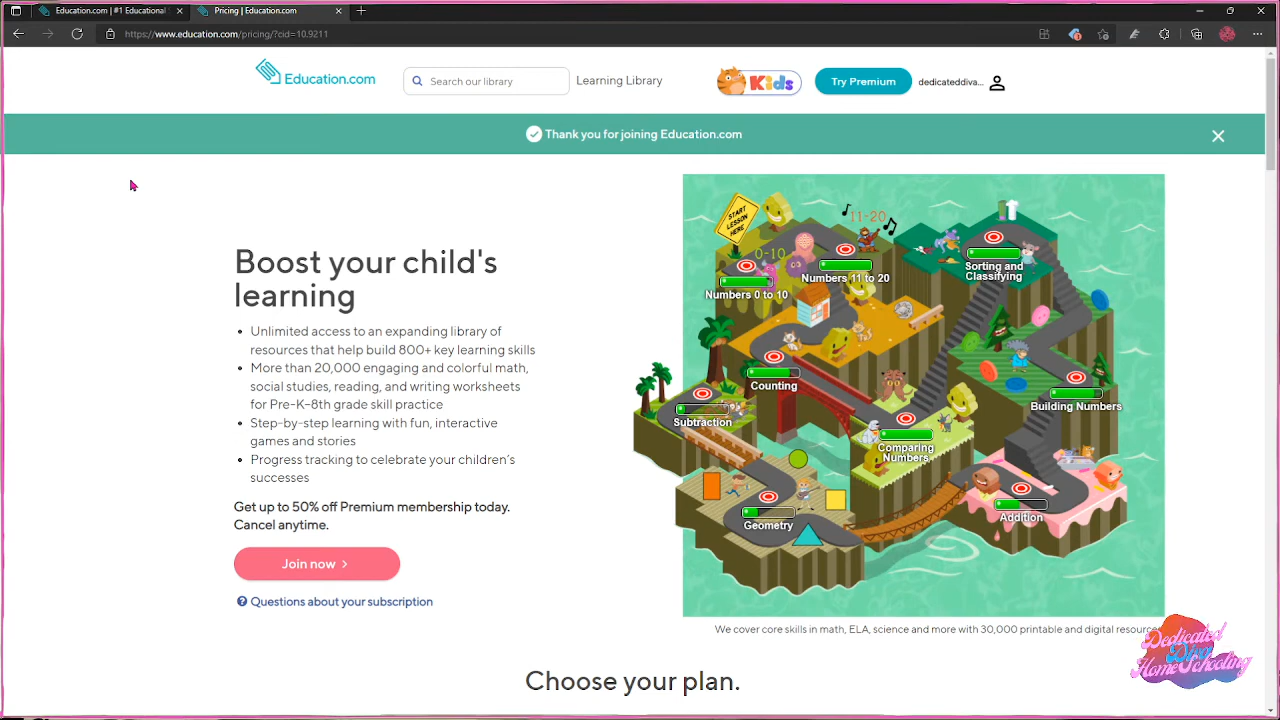 Education.com | #1 Educational
Pricing | Education.com
https://www.education.com/pricing/?cid=10.9211
Education.com
Search our library
Learning Library
Kids
Try Premium
dedicateddiva...
Thank you for joining Education.com
Boost your child's
learning
Unlimited access to an expanding library of
resources that help build 800+ key learning skills
More than 20,000 engaging and colorful math,
social studies, reading, and writing worksheets
for Pre-K-8th grade skill practice
Step-by-step learning with fun, interactive
games and stories
Progress tracking to celebrate your children's
successes
Get up to 50% off Premium membership today.
Cancel anytime.
Join now
Questions about your subscription
START
LESSON
HERE
0-10
11-20
Numbers 0 to 10
Numbers 11 to 20
Sorting and
Classifying
Counting
Building Numbers
Subtraction
Comparing
Numbers
Geometry
Addition
We cover core skills in math, ELA, science and more with 30,000 printable and digital resources
Dedicated
Diva
HomeSchooling
Choose your plan.